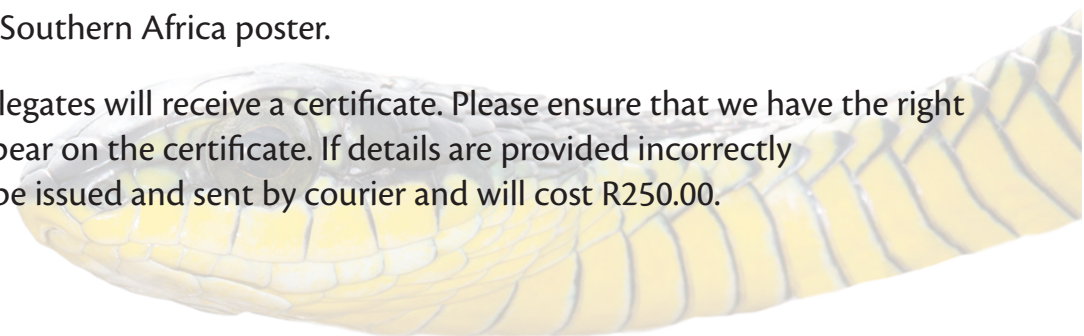 Southern Africa poster.
legates will receive a certificate. Please ensure that we have the right
pear on the certificate. If details are provided incorrectly
be issued and sent by courier and will cost R250.00.